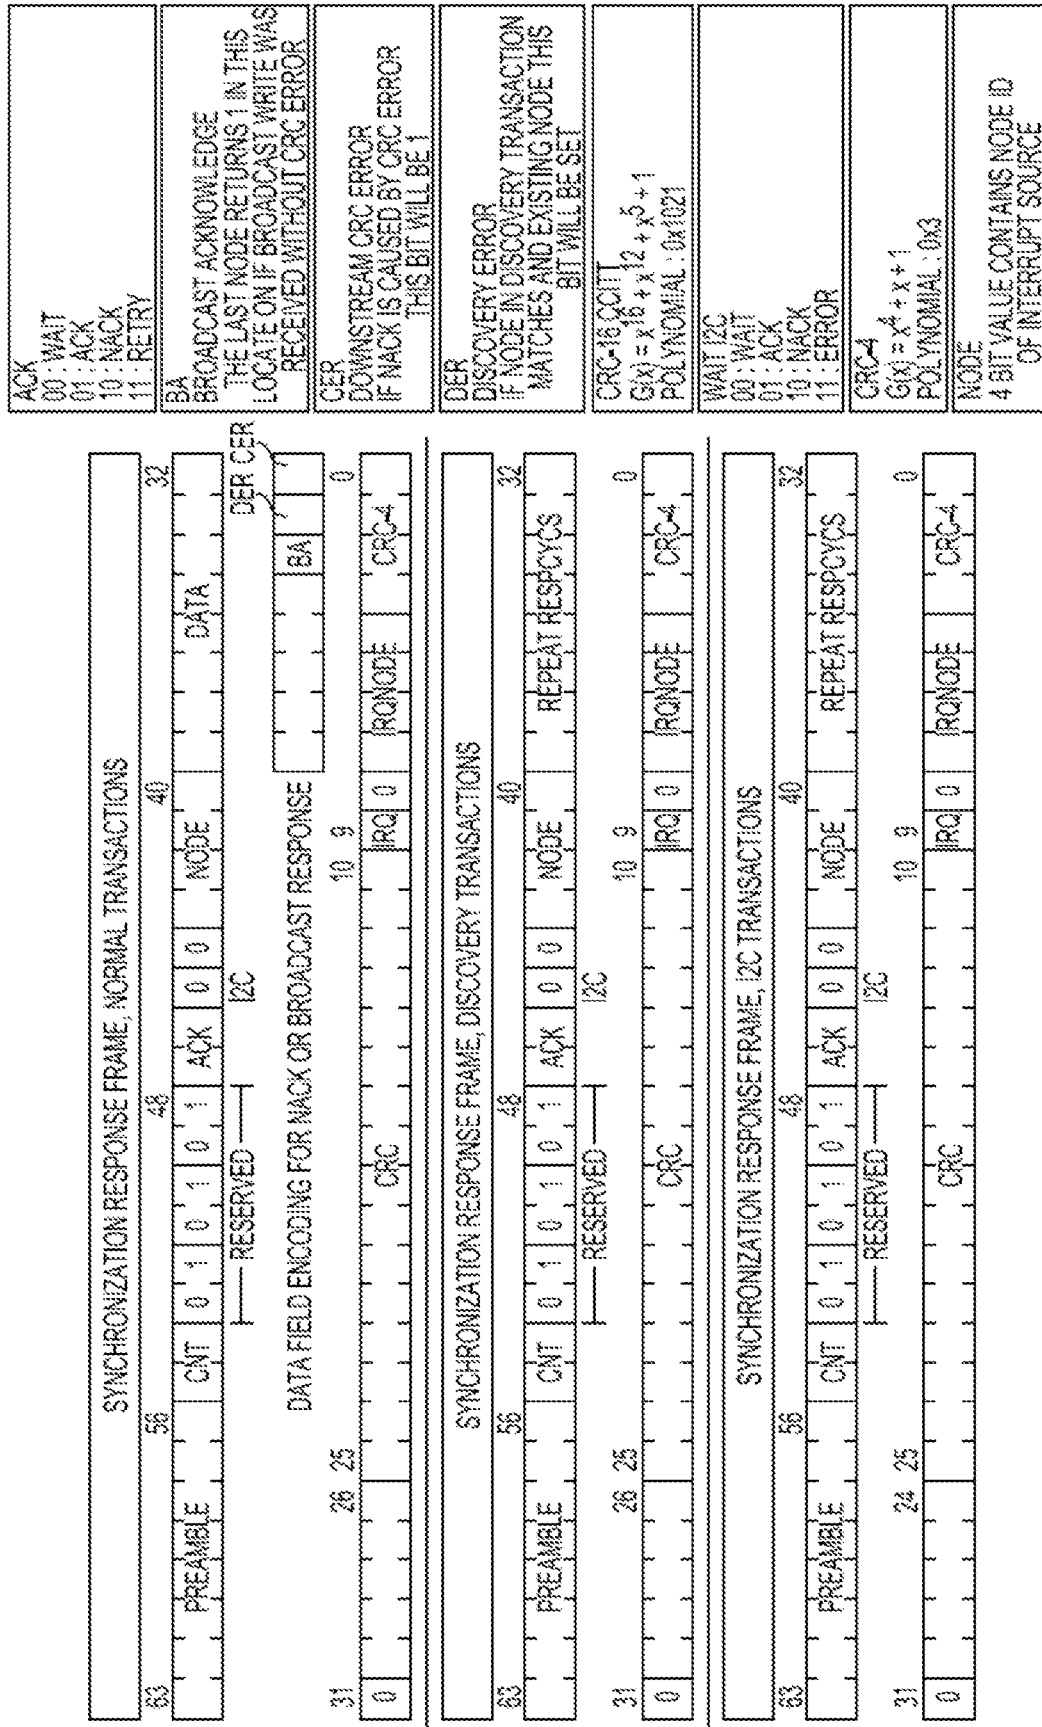 SYNCHRONIZATION RESPONSE FRAME, NORMAL TRANSACTIONS
63 56 48 40 32
PREAMBLE CNT 0 1 0 1 0 1 ACK 0 0 NODE DATA
RESERVED I2C
DATA FIELD ENCODING FOR NACK OR BROADCAST RESPONSE BA DER CER
31 26 25 10 9 0
0 CRC IRQ 0 IRQNODE CRC-4
SYNCHRONIZATION RESPONSE FRAME, DISCOVERY TRANSACTIONS
63 56 48 40 32
PREAMBLE CNT 0 1 0 1 0 1 ACK 0 0 NODE REPEAT RESPCYCS
RESERVED I2C
31 26 25 10 9 0
0 CRC IRQ 0 IRQNODE CRC-4
SYNCHRONIZATION RESPONSE FRAME, I2C TRANSACTIONS
63 56 48 40 32
PREAMBLE CNT 0 1 0 1 0 1 ACK 0 0 NODE REPEAT RESPCYCS
RESERVED I2C
31 24 25 10 9 0
0 CRC IRQ 0 IRQNODE CRC-4
ACK
00 : WAIT
01 : ACK
10 : NACK
11 : RETRY
BA
BROADCAST ACKNOWLEDGE
THE LAST NODE RETURNS 1 IN THIS
LOCATE ON IF BROADCAST WRITE WAS
RECEIVED WITHOUT CRC ERROR
CER
DOWNSTREAM CRC ERROR
IF NACK IS CAUSED BY CRC ERROR
THIS BIT WILL BE 1
DER
DISCOVERY ERROR
IF NODE IN DISCOVERY TRANSACTION
MATCHES AND EXISTING NODE THIS
BIT WILL BE SET
CRC-16 CCITT
G(x) = x^16 + x^12 + x^5 + 1
POLYNOMIAL : 0x1021
WAIT I2C
00 : WAIT
01 : ACK
10 : NACK
11 : ERROR
CRC-4
G(x) = x^4 + x + 1
POLYNOMIAL : 0x3
NODE
4 BIT VALUE CONTAINS NODE ID
OF INTERRUPT SOURCE